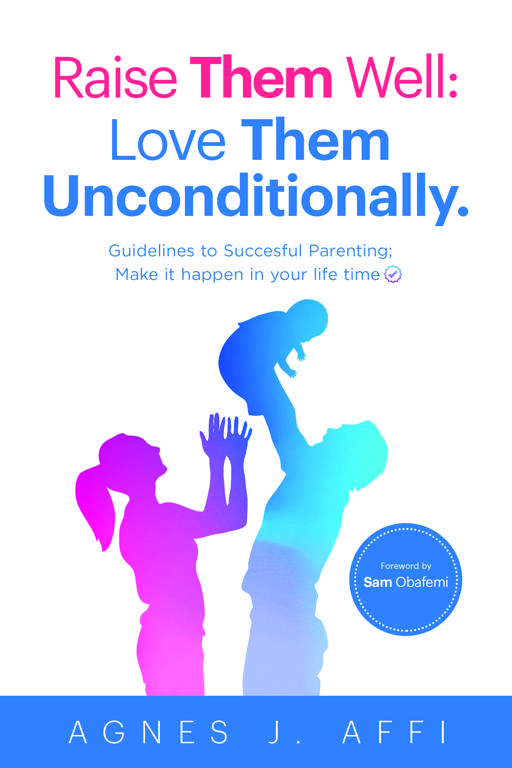 Raise Them Well:
Love Them
Unconditionally.
Guidelines to Succesful Parenting;
Make it happen in your life time
Foreword by
Sam Obafemi
AGNES J. AFFI